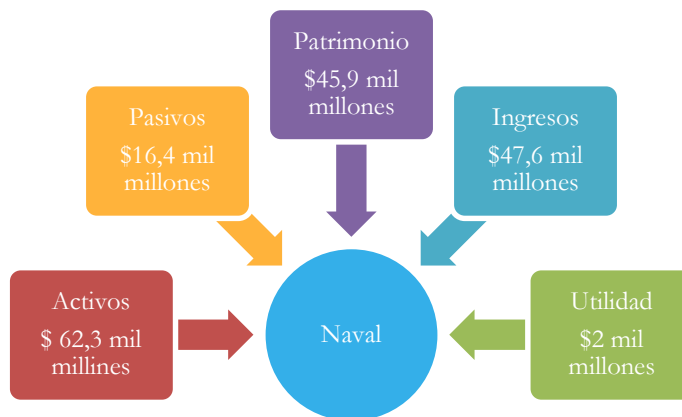 Patrimonio
$45,9 mil
millones
Pasivos
$16,4 mil
millones
Ingresos
$47,6 mil
millones
Activos
$ 62,3 mil
millines
Naval
Utilidad
$2 mil
millones